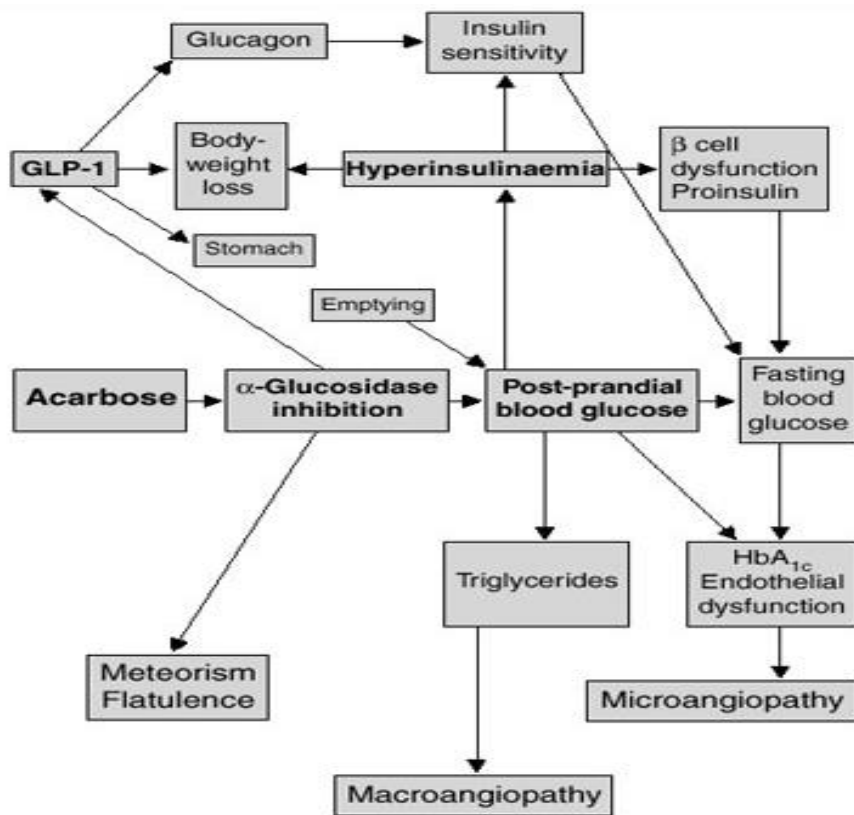 Glucagon
Insulin
sensitivity
GLP-1
Body-
weight
loss
Hyperinsulinaemia
β cell
dysfunction
Proinsulin
Stomach
Emptying
Acarbose
α-Glucosidase
inhibition
Post-prandial
blood glucose
Fasting
blood
glucose
Triglycerides
HbA1c
Endothelial
dysfunction
Meteorism
Flatulence
Microangiopathy
Macroangiopathy